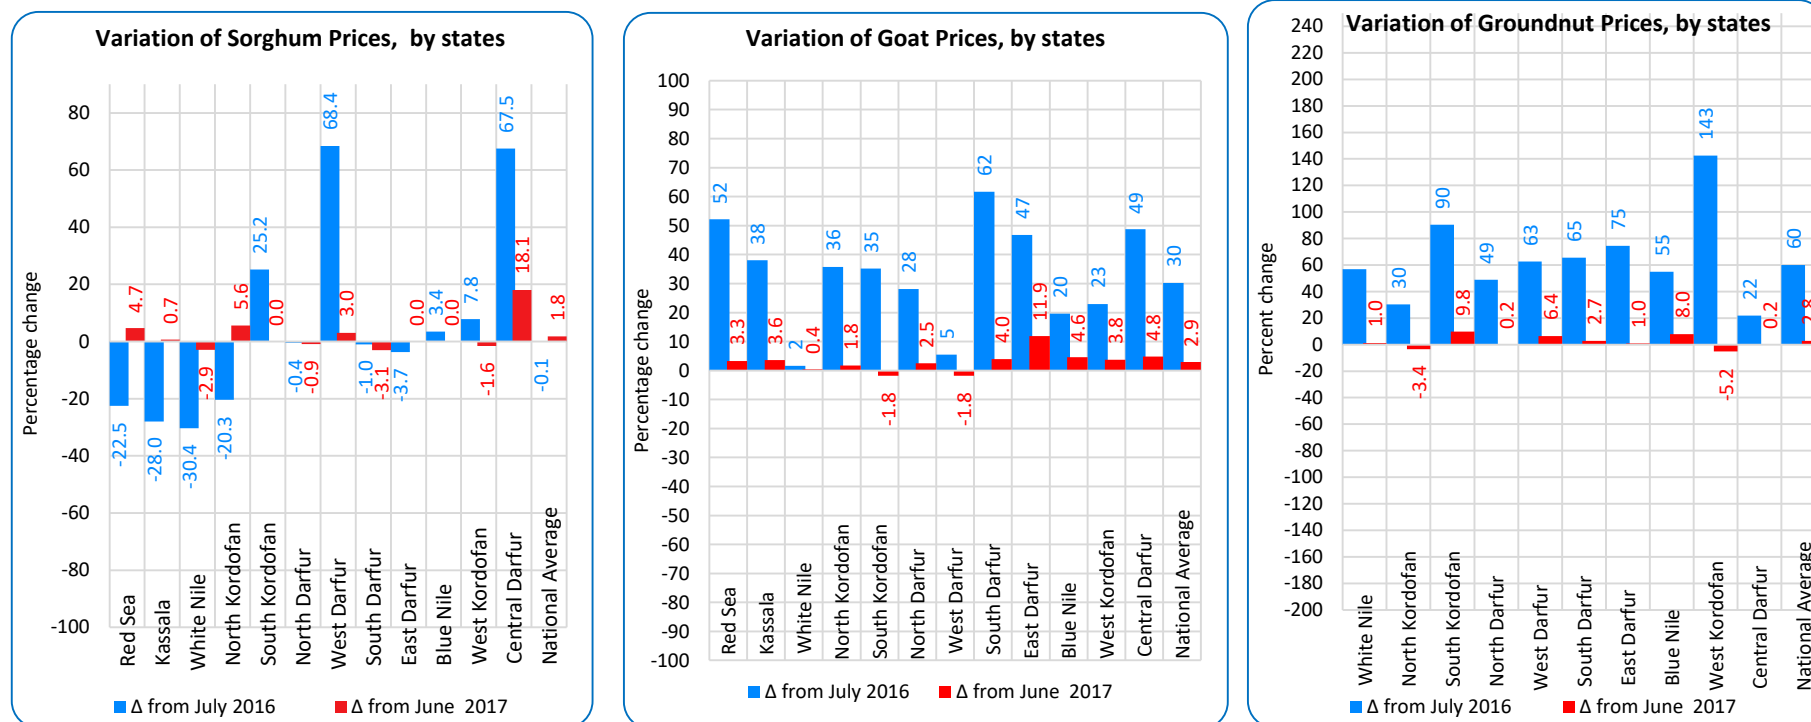 Variation of Sorghum Prices,  by states
Percentage change
80
60
40
20
0
-20
-40
-60
-80
-100
-22.5
-28.0
-30.4
-20.3
25.2
-0.4
68.4
-1.0
-3.7
3.4
7.8
67.5
-0.1
4.7
0.7
-2.9
5.6
0.0
-0.9
3.0
-3.1
0.0
0.0
-1.6
18.1
1.8
Red Sea
Kassala
White Nile
North Kordofan
South Kordofan
North Darfur
West Darfur
South Darfur
East Darfur
Blue Nile
West Kordofan
Central Darfur
National Average
Δ from July 2016
Δ from June  2017
Variation of Goat Prices, by states
Percentage change
100
90
80
70
60
50
40
30
20
10
0
-10
-20
-30
-40
-50
-60
-70
-80
-90
-100
52
38
2
36
35
28
5
62
47
20
23
49
30
3.3
3.6
0.4
1.8
-1.8
2.5
-1.8
4.0
11.9
4.6
3.8
4.8
2.9
Red Sea
Kassala
White Nile
North Kordofan
South Kordofan
North Darfur
West Darfur
South Darfur
East Darfur
Blue Nile
West Kordofan
Central Darfur
National Average
Δ from July 2016
Δ from June  2017
Variation of Groundnut Prices, by states
Percent change
240
220
200
180
160
140
120
100
80
60
40
20
0
-20
-40
-60
-80
-100
-120
-140
-160
-180
-200
30
90
49
63
65
75
55
143
22
60
1.0
-3.4
9.8
0.2
6.4
2.7
1.0
8.0
-5.2
0.2
2.8
White Nile
North Kordofan
South Kordofan
North Darfur
West Darfur
South Darfur
East Darfur
Blue Nile
West Kordofan
Central Darfur
National Average
Δ from July 2016
Δ from June  2017